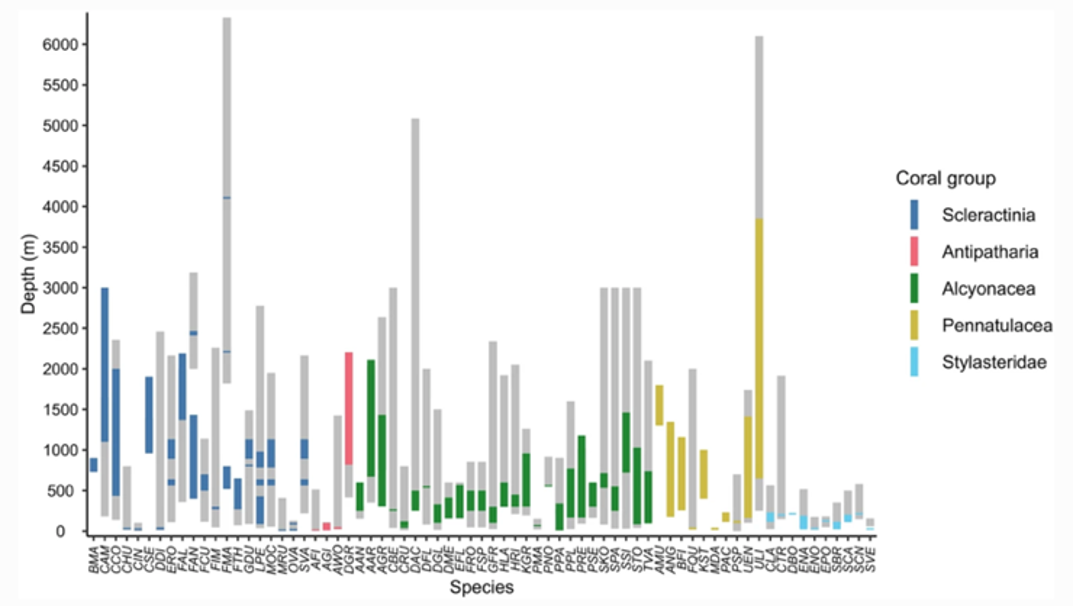 6000
5500
5000
4500
4000
3500
3000
2500
2000
1500
1000
500
0
Depth (m)
BMA CAM CCO CHU CIN CSE DDI ERO FAL FAN FCU FIM FMA FTH GDU LPE MOC MRU OVA SVA AFI AGI AWO DGR AAN AAR AGR CBE CRU DAC DFL DGL DME EFL FRO FSP GFR HLA HRI KGR PMA PNO PPA PPL PRE PSE SKO SPA SSI STO TVA AMU ANG BFI FQU KST MDA PAC PSP UEN ULI CLA CTR DBO ENA ENO EPO SBR SCA SCN SVE
Species
Coral group
Scleractinia
Antipatharia
Alcyonacea
Pennatulacea
Stylasteridae